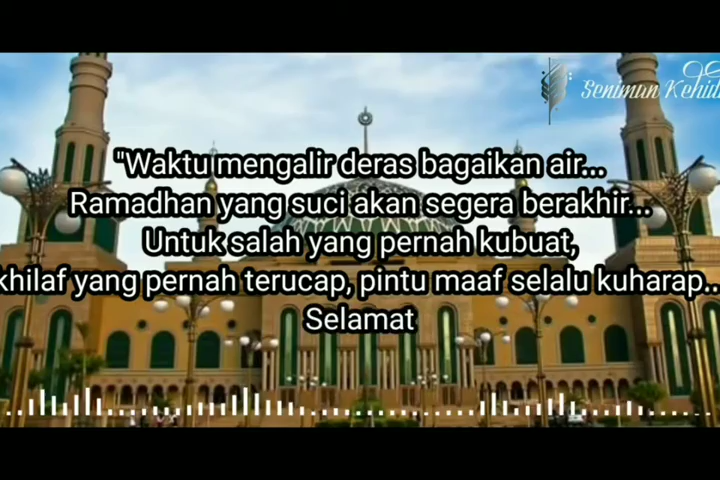 Seniman
"Waktu mengalir deras bagaikan air...
Ramadhan yang suci akan segera berakhir...
Untuk salah yang pernah kubuat,
khilaf yang pernah terucap, pintu maaf selalu kuharap..
Selamat